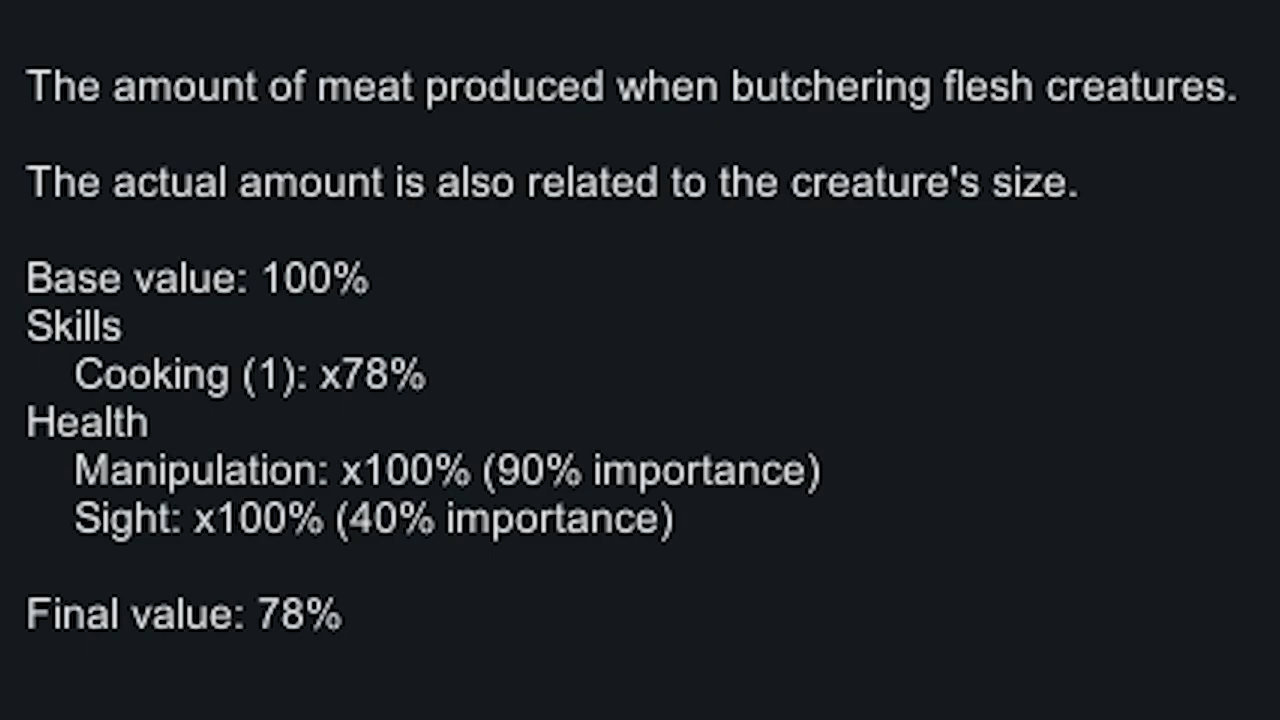 The amount of meat produced when butchering flesh creatures.
The actual amount is also related to the creature's size.
Base value: 100%
Skills
Cooking (1): x78%
Health
Manipulation: x100% (90% importance)
Sight: x100% (40% importance)
Final value: 78%